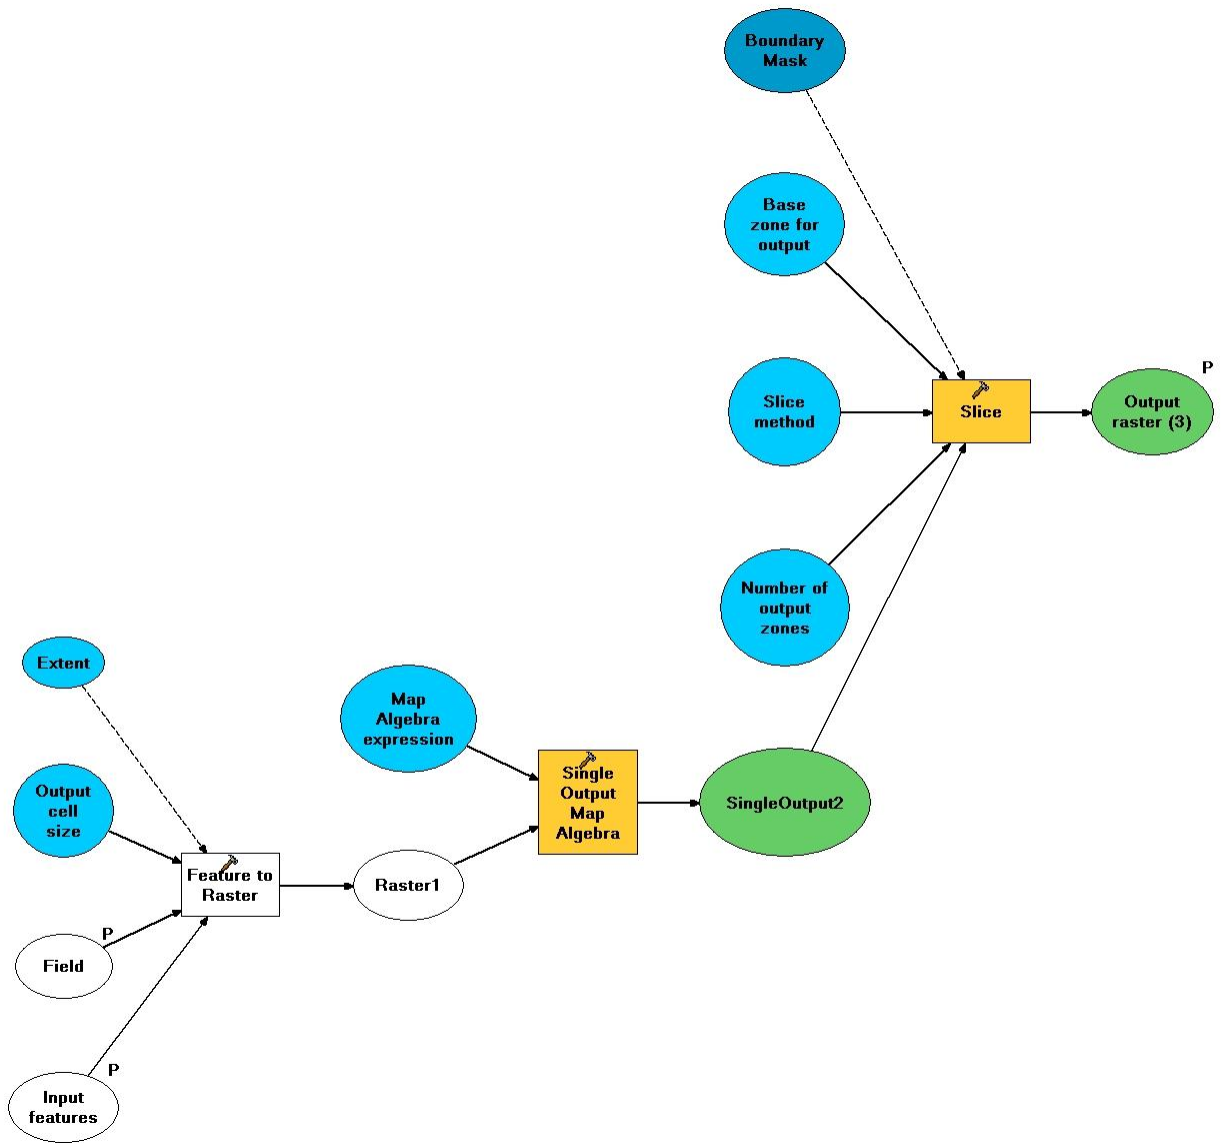 Boundary
Mask
Base
zone for
output
P
Slice
method
Slice
Output
raster (3)
Number of
output
zones
Extent
Map
Algebra
expression
Output
cell
size
Single
Output
Map
Algebra
SingleOutput2
Feature to
Raster
Raster1
P
Field
P
Input
features